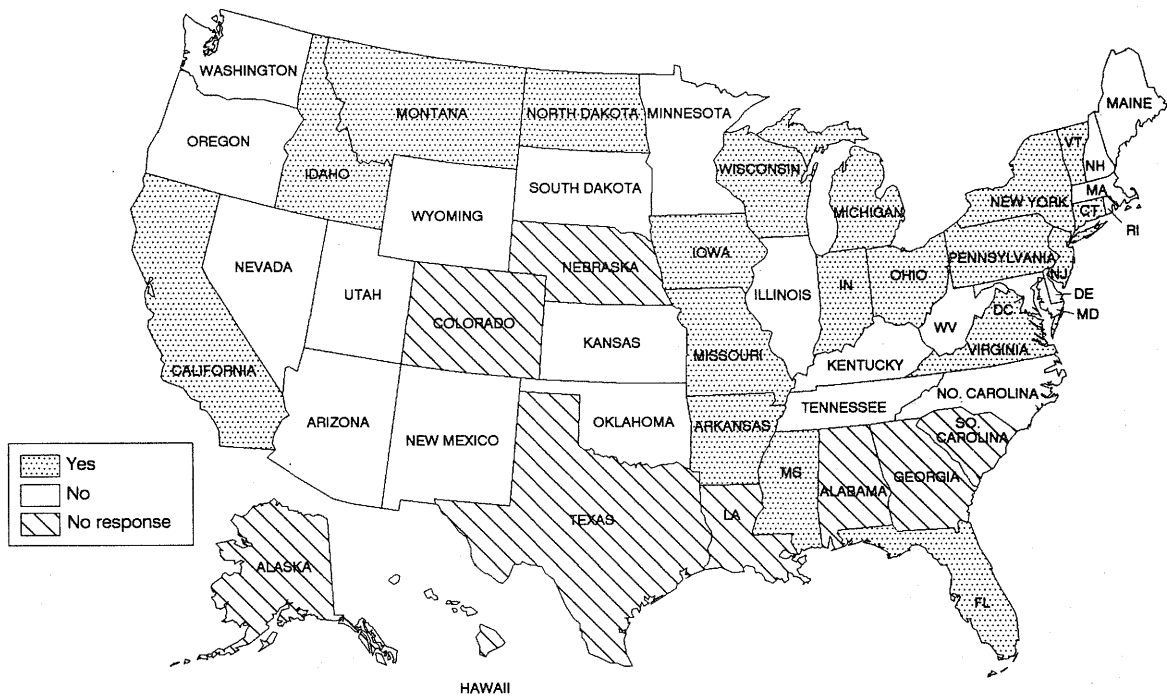 WASHINGTON
MONTANA
NORTH DAKOTA
MINNESOTA
MAINE
OREGON
IDAHO
VT
NH
WISCONSIN
SOUTH DAKOTA
WYOMING
MICHIGAN
NEW YORK
MA
CT
RI
IOWA
NEBRASKA
NEVADA
UTAH
PENNSYLVANIA
OHIO
IN
NJ
ILLINOIS
DE
MD
DC
COLORADO
KANSAS
WV
MISSOURI
VIRGINIA
KENTUCKY
CALIFORNIA
NO. CAROLINA
TENNESSEE
ARIZONA
NEW MEXICO
OKLAHOMA
ARKANSAS
SO.
CAROLINA
MS
ALABAMA
GEORGIA
TEXAS
LA
Yes
No
No response
ALASKA
FL
HAWAII